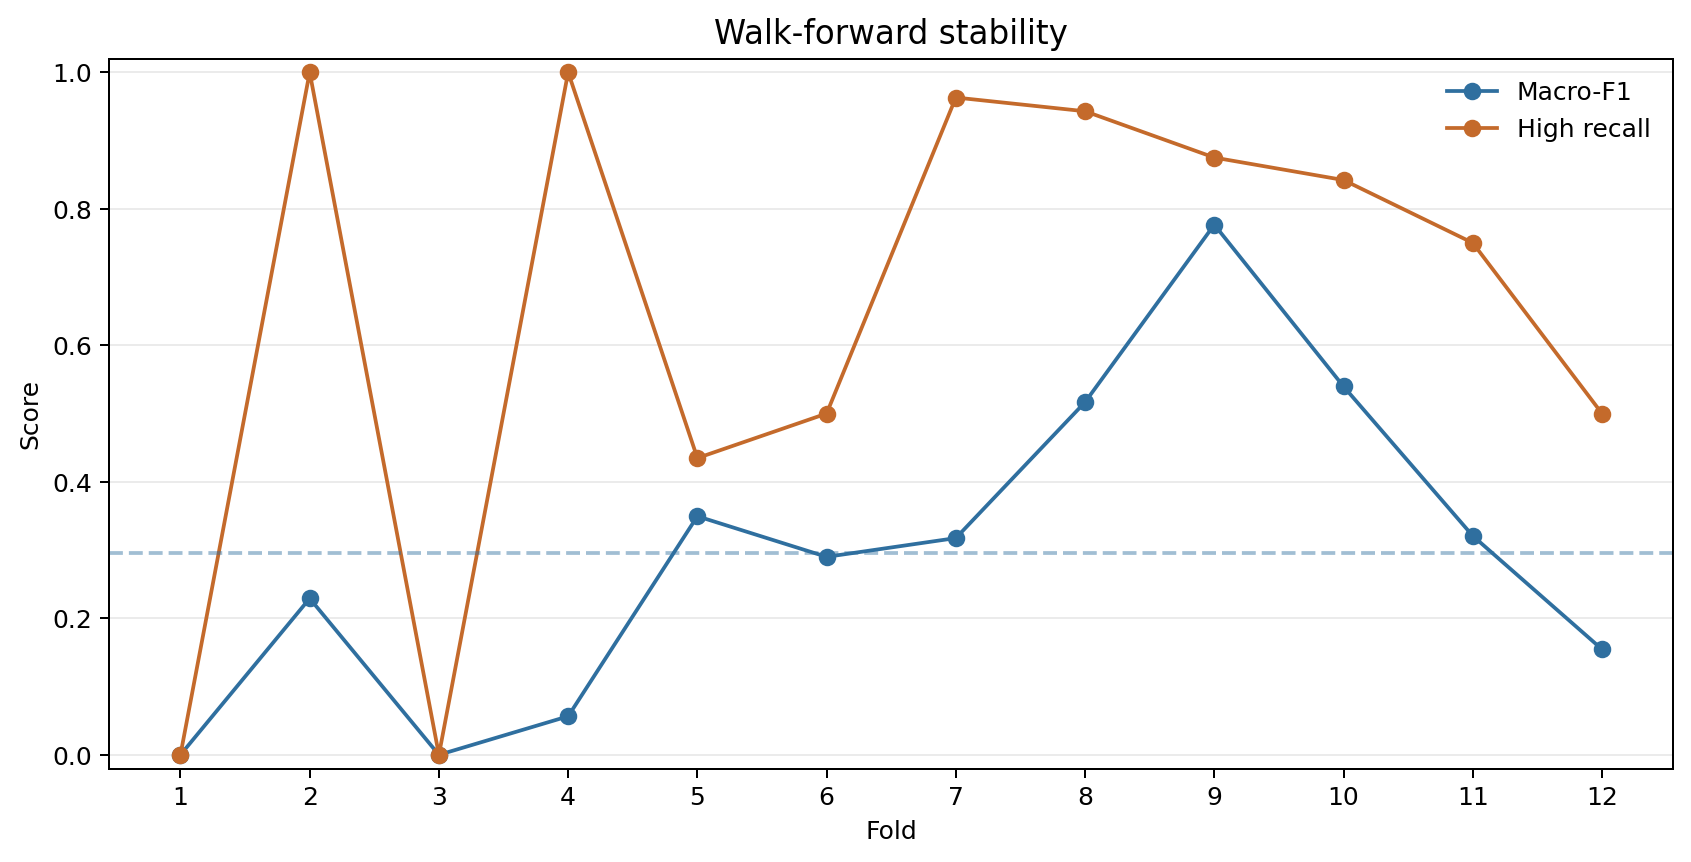 Walk-forward stability
Macro-F1
High recall
Score
1.0
0.8
0.6
0.4
0.2
0.0
1 2 3 4 5 6 7 8 9 10 11 12
Fold